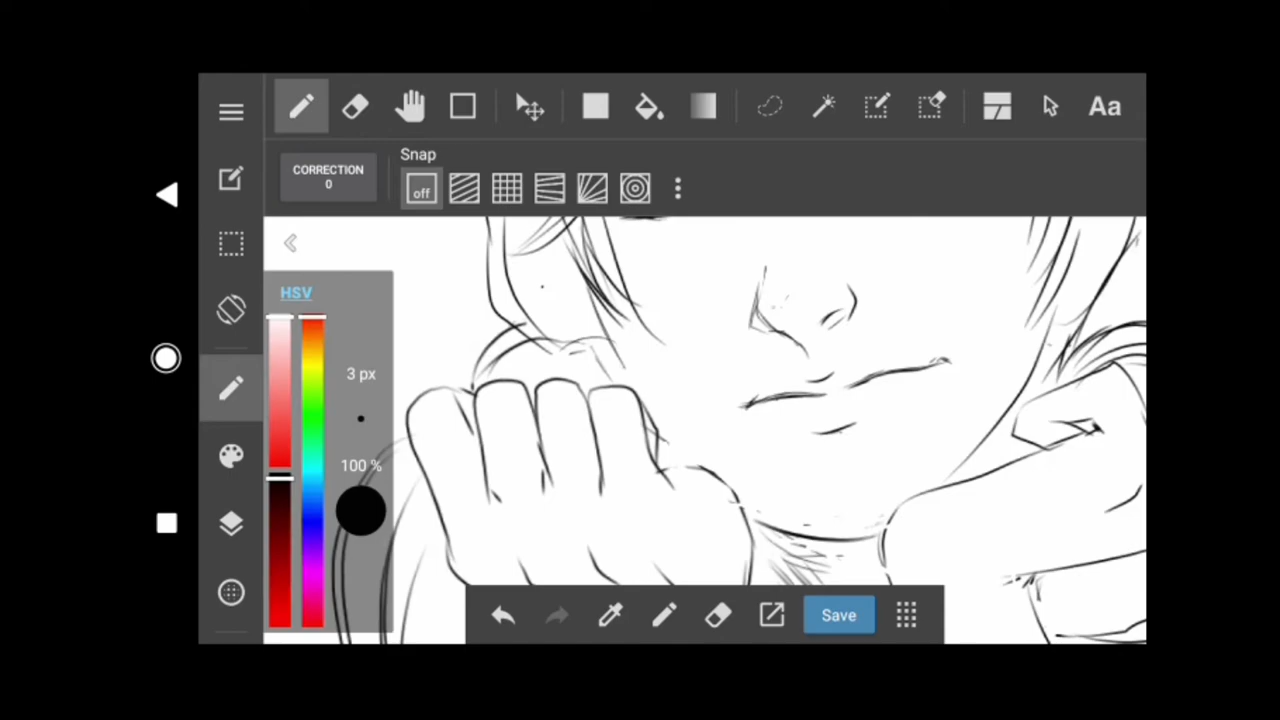 Aa
CORRECTION
0
Snap
off
HSV
3 px
100 %
Save